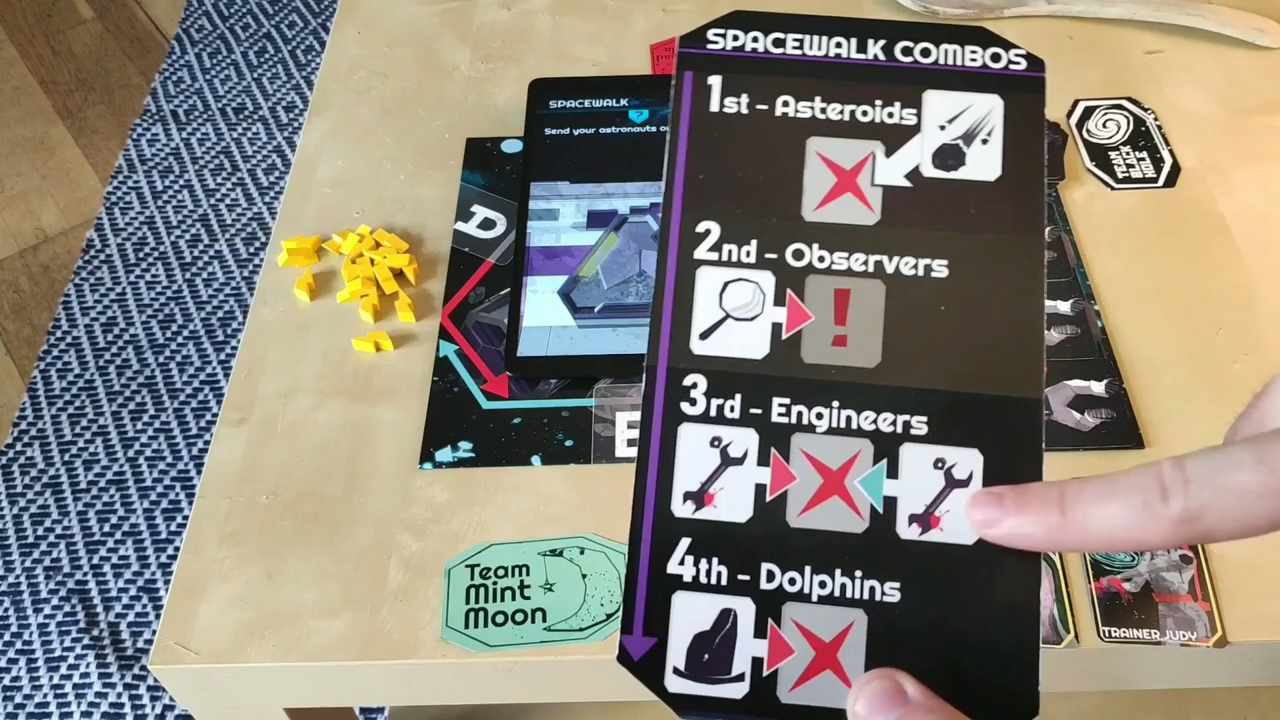 SPACEWALK COMBOS
1st - Asteroids
2nd - Observers
!
3rd - Engineers
4th - Dolphins
SPACEWALK
?
Send your astronauts
D
E
Team
Mint
Moon
TEAM
BLACK
HOLE
TRAINER JUDY